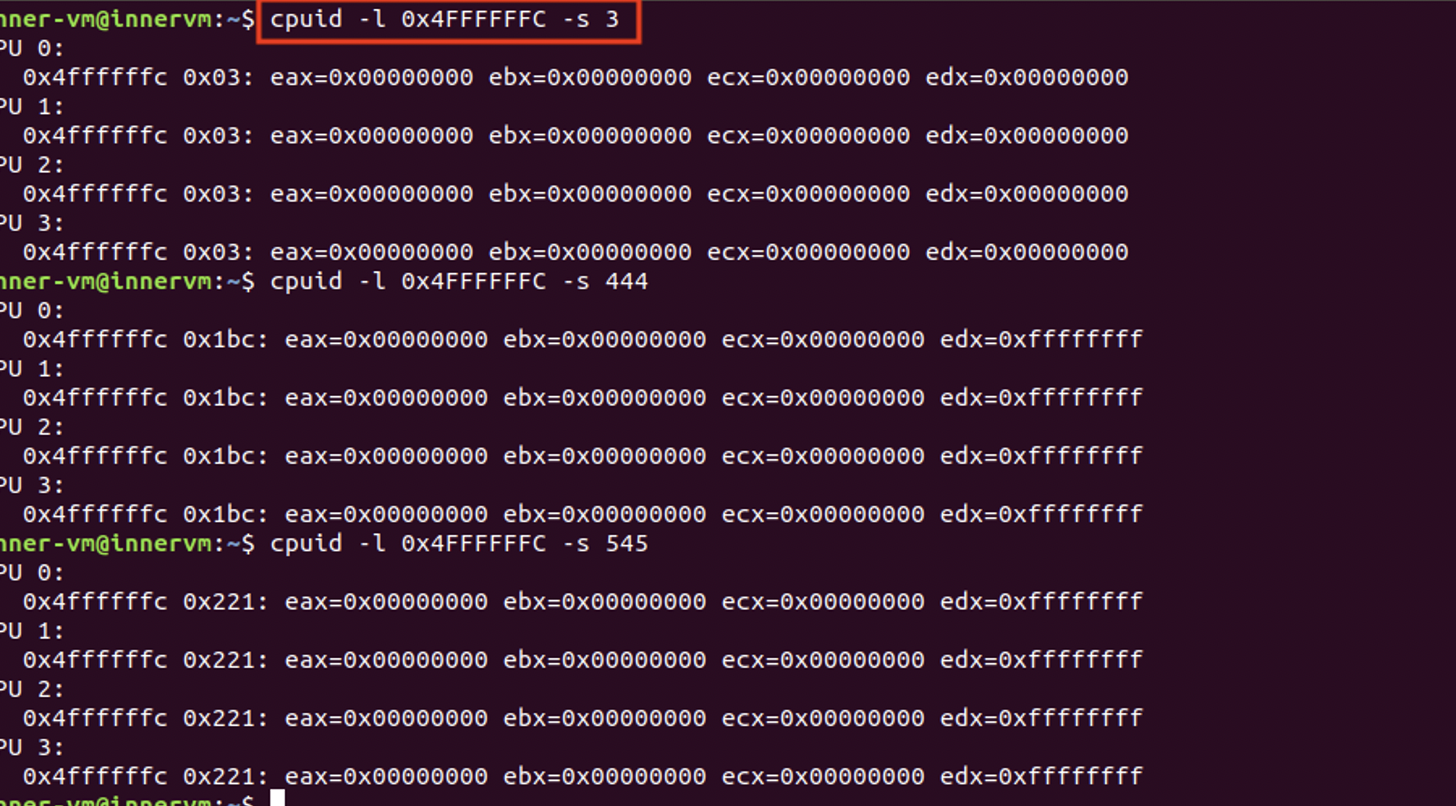 nner-vm@innervm:~$ cpuid -l 0x4FFFFFFC -s 3
PU 0:
0x4ffffffc 0x03: eax=0x00000000 ebx=0x00000000 ecx=0x00000000 edx=0x00000000
PU 1:
0x4ffffffc 0x03: eax=0x00000000 ebx=0x00000000 ecx=0x00000000 edx=0x00000000
PU 2:
0x4ffffffc 0x03: eax=0x00000000 ebx=0x00000000 ecx=0x00000000 edx=0x00000000
PU 3:
0x4ffffffc 0x03: eax=0x00000000 ebx=0x00000000 ecx=0x00000000 edx=0x00000000
nner-vm@innervm:~$ cpuid -l 0x4FFFFFFC -s 444
PU 0:
0x4ffffffc 0x1bc: eax=0x00000000 ebx=0x00000000 ecx=0x00000000 edx=0xffffffff
PU 1:
0x4ffffffc 0x1bc: eax=0x00000000 ebx=0x00000000 ecx=0x00000000 edx=0xffffffff
PU 2:
0x4ffffffc 0x1bc: eax=0x00000000 ebx=0x00000000 ecx=0x00000000 edx=0xffffffff
PU 3:
0x4ffffffc 0x1bc: eax=0x00000000 ebx=0x00000000 ecx=0x00000000 edx=0xffffffff
nner-vm@innervm:~$ cpuid -l 0x4FFFFFFC -s 545
PU 0:
0x4ffffffc 0x221: eax=0x00000000 ebx=0x00000000 ecx=0x00000000 edx=0xffffffff
PU 1:
0x4ffffffc 0x221: eax=0x00000000 ebx=0x00000000 ecx=0x00000000 edx=0xffffffff
PU 2:
0x4ffffffc 0x221: eax=0x00000000 ebx=0x00000000 ecx=0x00000000 edx=0xffffffff
PU 3:
0x4ffffffc 0x221: eax=0x00000000 ebx=0x00000000 ecx=0x00000000 edx=0xffffffff
nner-vm@innervm:~$